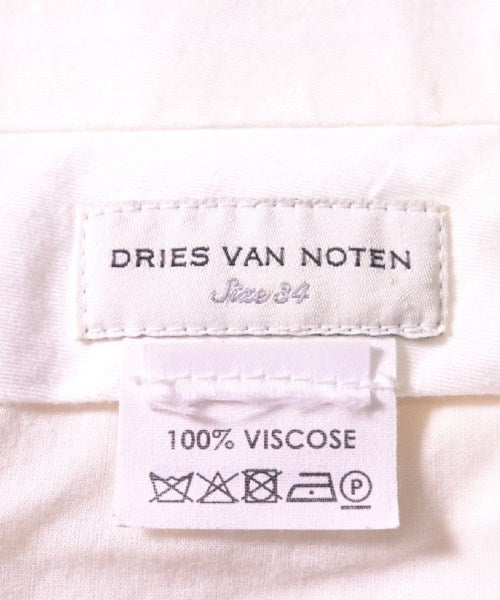 DRIES VAN NOTEN
Size 34
100% VISCOSE
P